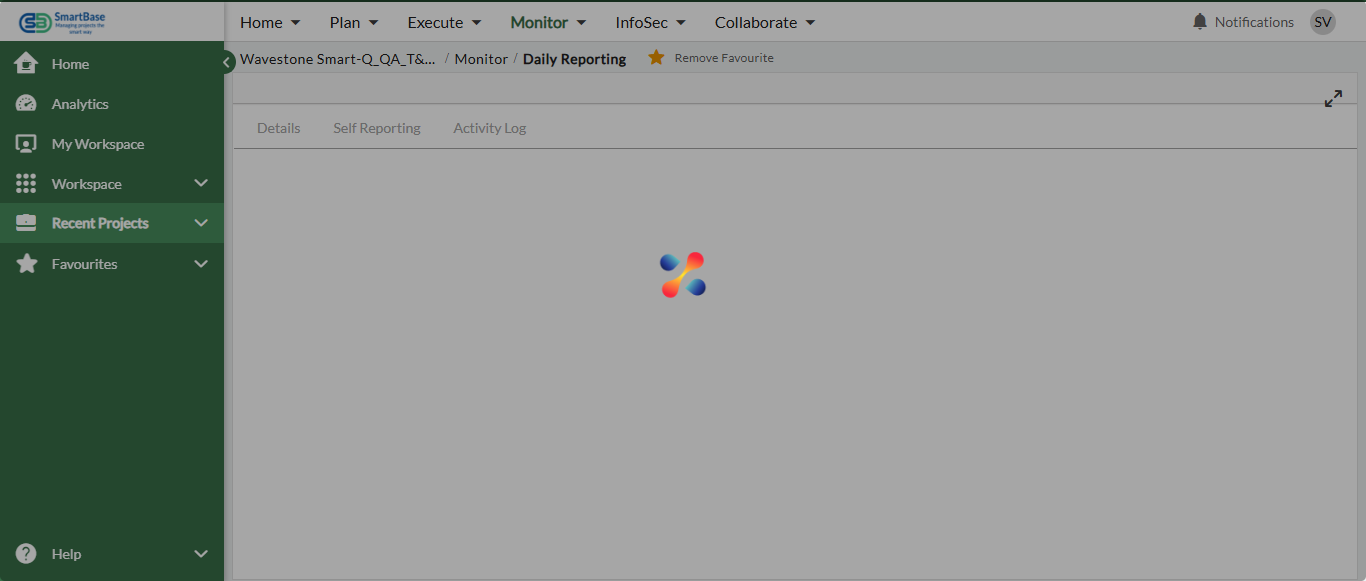 SmartBase
Managing projects the
smart way
Home Plan Execute Monitor InfoSec Collaborate
Notifications SV
Wavestone Smart-Q_QA_T&... / Monitor / Daily Reporting Remove Favourite
Home
Analytics
My Workspace
Workspace
Recent Projects
Favourites
Help
Details Self Reporting Activity Log